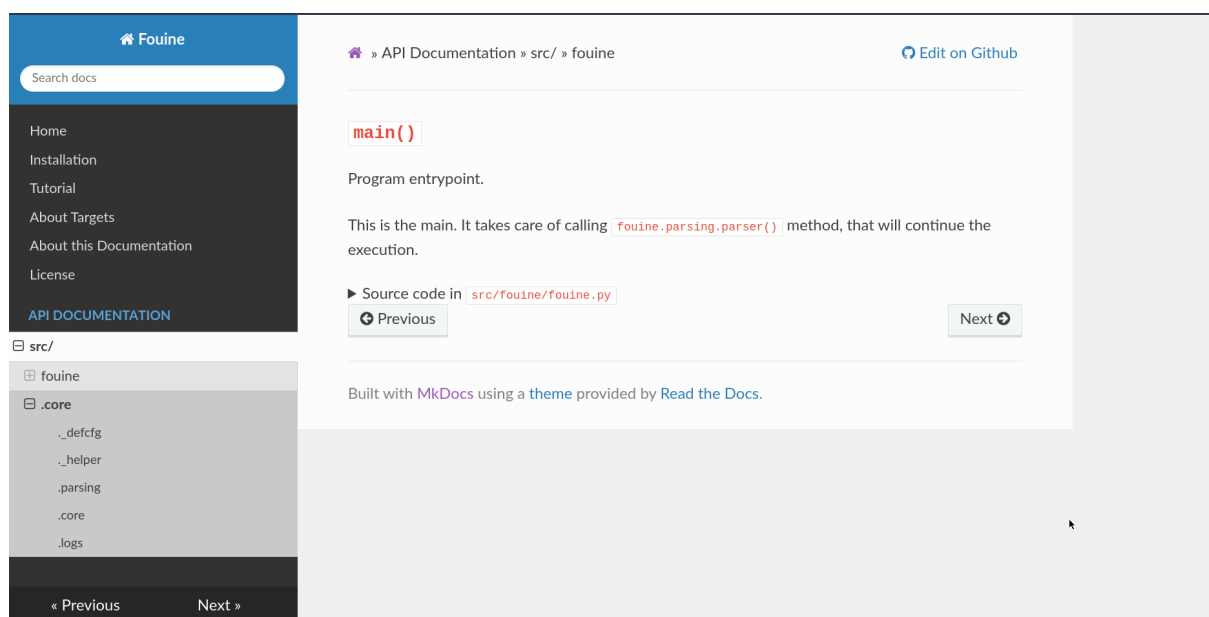 Fouine
Search docs
Home
Installation
Tutorial
About Targets
About this Documentation
License
API DOCUMENTATION
src/
fouine
.core
._defcfg
._helper
.parsing
.core
.logs
« Previous Next »
» API Documentation » src/ » fouine
Edit on Github
main()
Program entrypoint.
This is the main. It takes care of calling fouine.parsing.parser() method, that will continue the
execution.
Source code in src/fouine/fouine.py
Previous
Next
Built with MkDocs using a theme provided by Read the Docs.